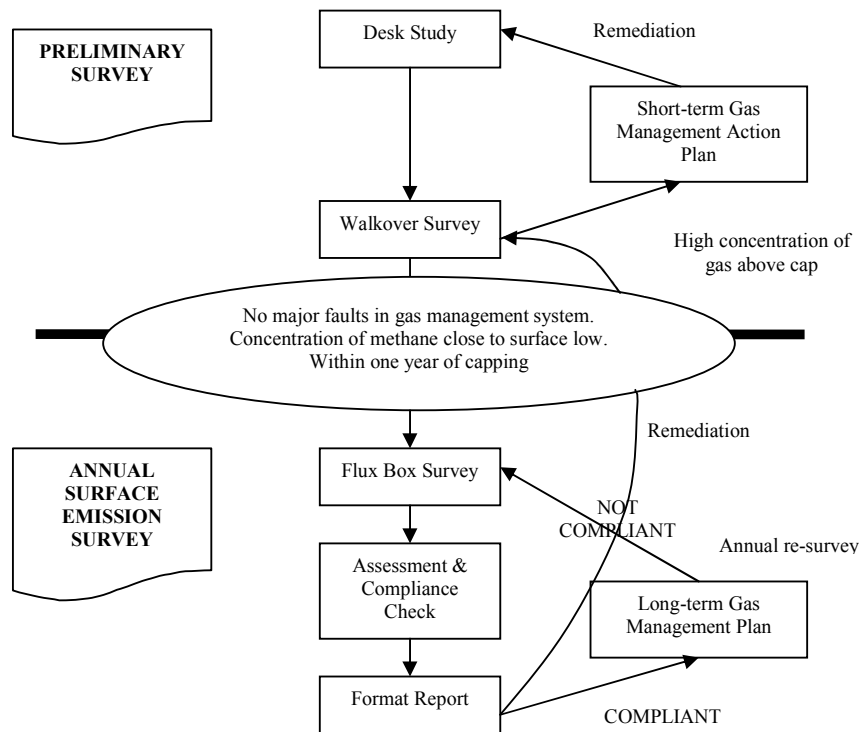 Desk Study
Remediation
PRELIMINARY
SURVEY
Short-term Gas
Management Action
Plan
Walkover Survey
High concentration of
gas above cap
No major faults in gas management system.
Concentration of methane close to surface low.
Within one year of capping
Remediation
ANNUAL
SURFACE
EMISSION
SURVEY
Flux Box Survey
NOT
COMPLIANT
Annual re-survey
Assessment &
Compliance
Check
Long-term Gas
Management Plan
Format Report
COMPLIANT